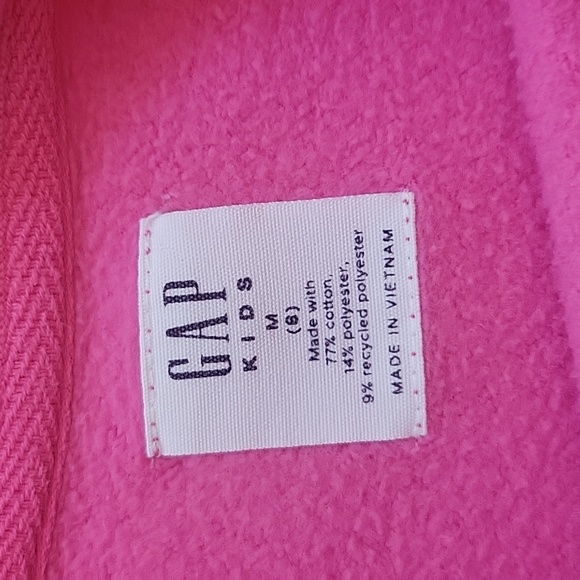 GAP
KIDS
M
(8)
Made with
77% cotton,
14% polyester,
9% recycled polyester
MADE IN VIETNAM